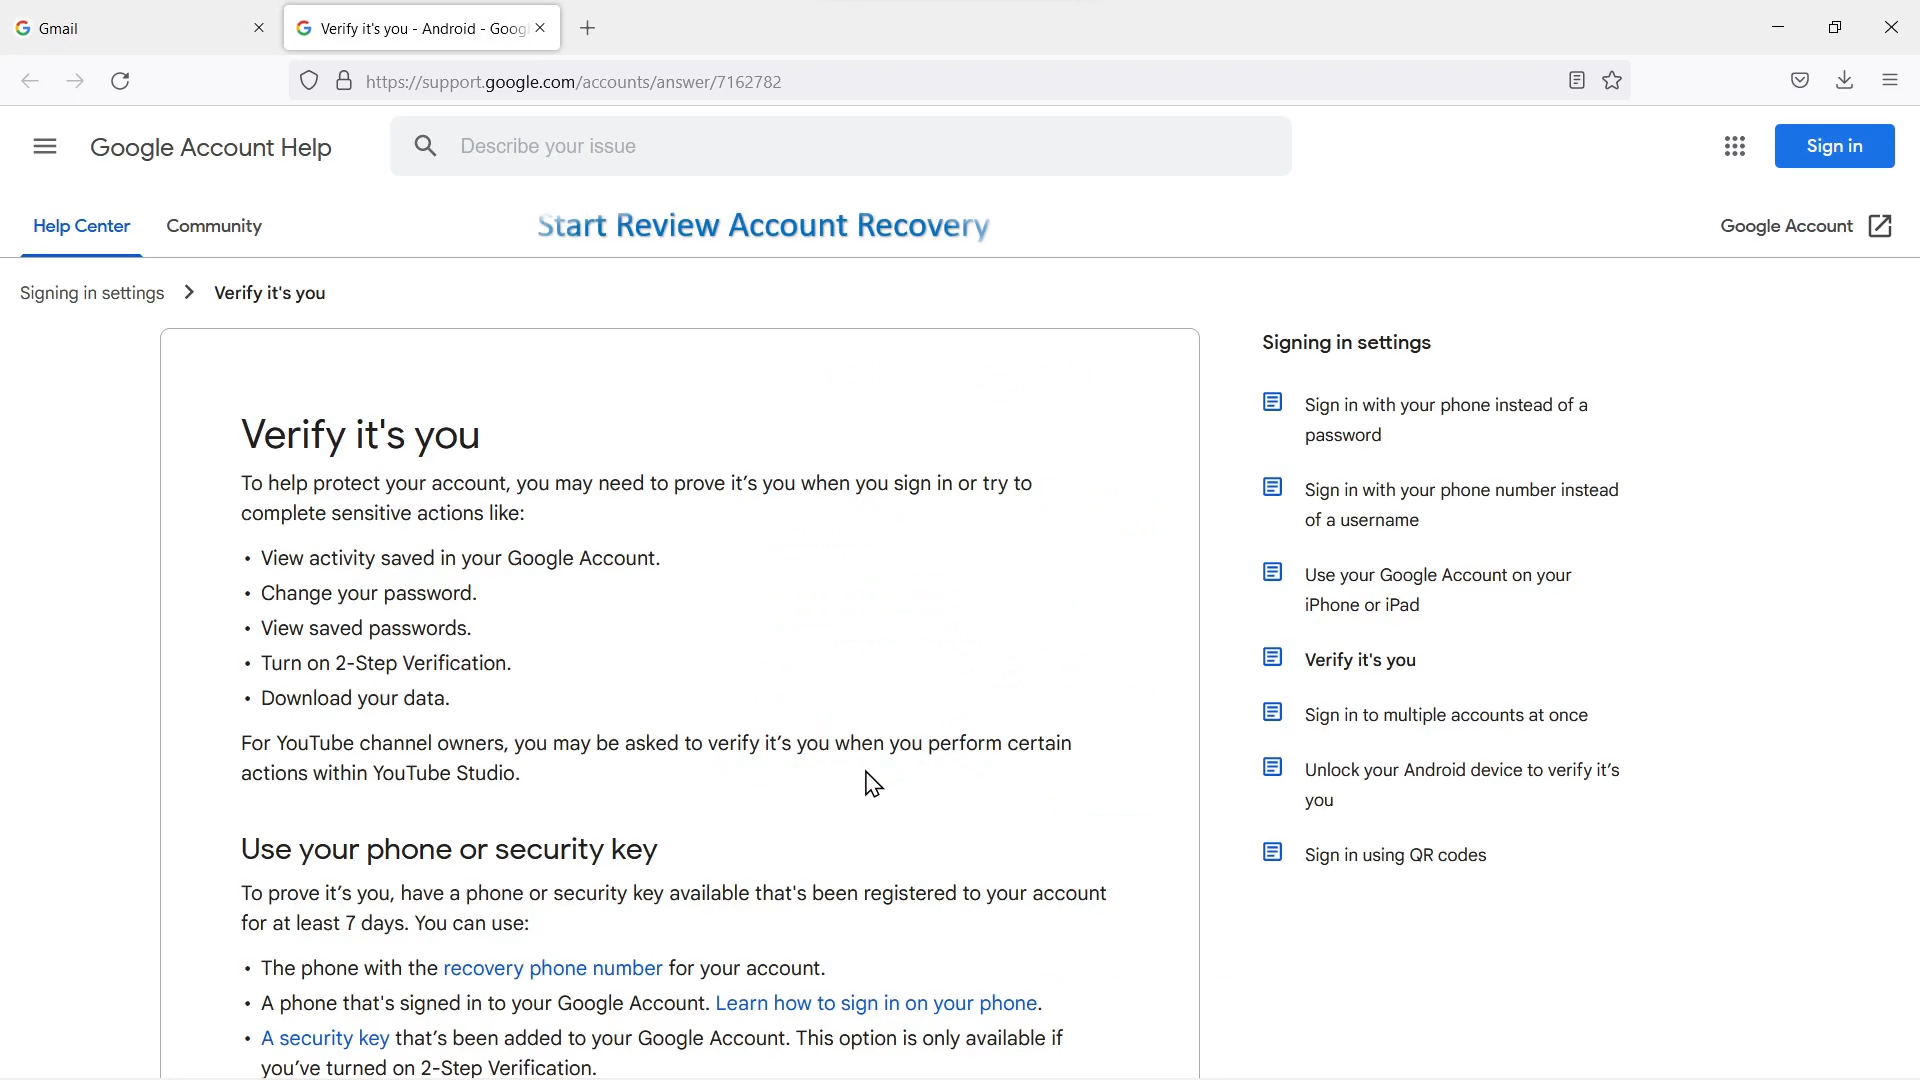 Gmail
Verify it's you - Android - Goog
https://support.google.com/accounts/answer/7162782
Google Account Help
Describe your issue
Sign in
Help Center
Community
Start Review Account Recovery
Google Account
Signing in settings
Verify it's you
Verify it's you
To help protect your account, you may need to prove it’s you when you sign in or try to
complete sensitive actions like:
• View activity saved in your Google Account.
• Change your password.
• View saved passwords.
• Turn on 2-Step Verification.
• Download your data.
For YouTube channel owners, you may be asked to verify it’s you when you perform certain
actions within YouTube Studio.
Use your phone or security key
To prove it’s you, have a phone or security key available that's been registered to your account
for at least 7 days. You can use:
• The phone with the recovery phone number for your account.
• A phone that's signed in to your Google Account. Learn how to sign in on your phone.
• A security key that’s been added to your Google Account. This option is only available if
you’ve turned on 2-Step Verification.
Signing in settings
Sign in with your phone instead of a
password
Sign in with your phone number instead
of a username
Use your Google Account on your
iPhone or iPad
Verify it's you
Sign in to multiple accounts at once
Unlock your Android device to verify it’s
you
Sign in using QR codes